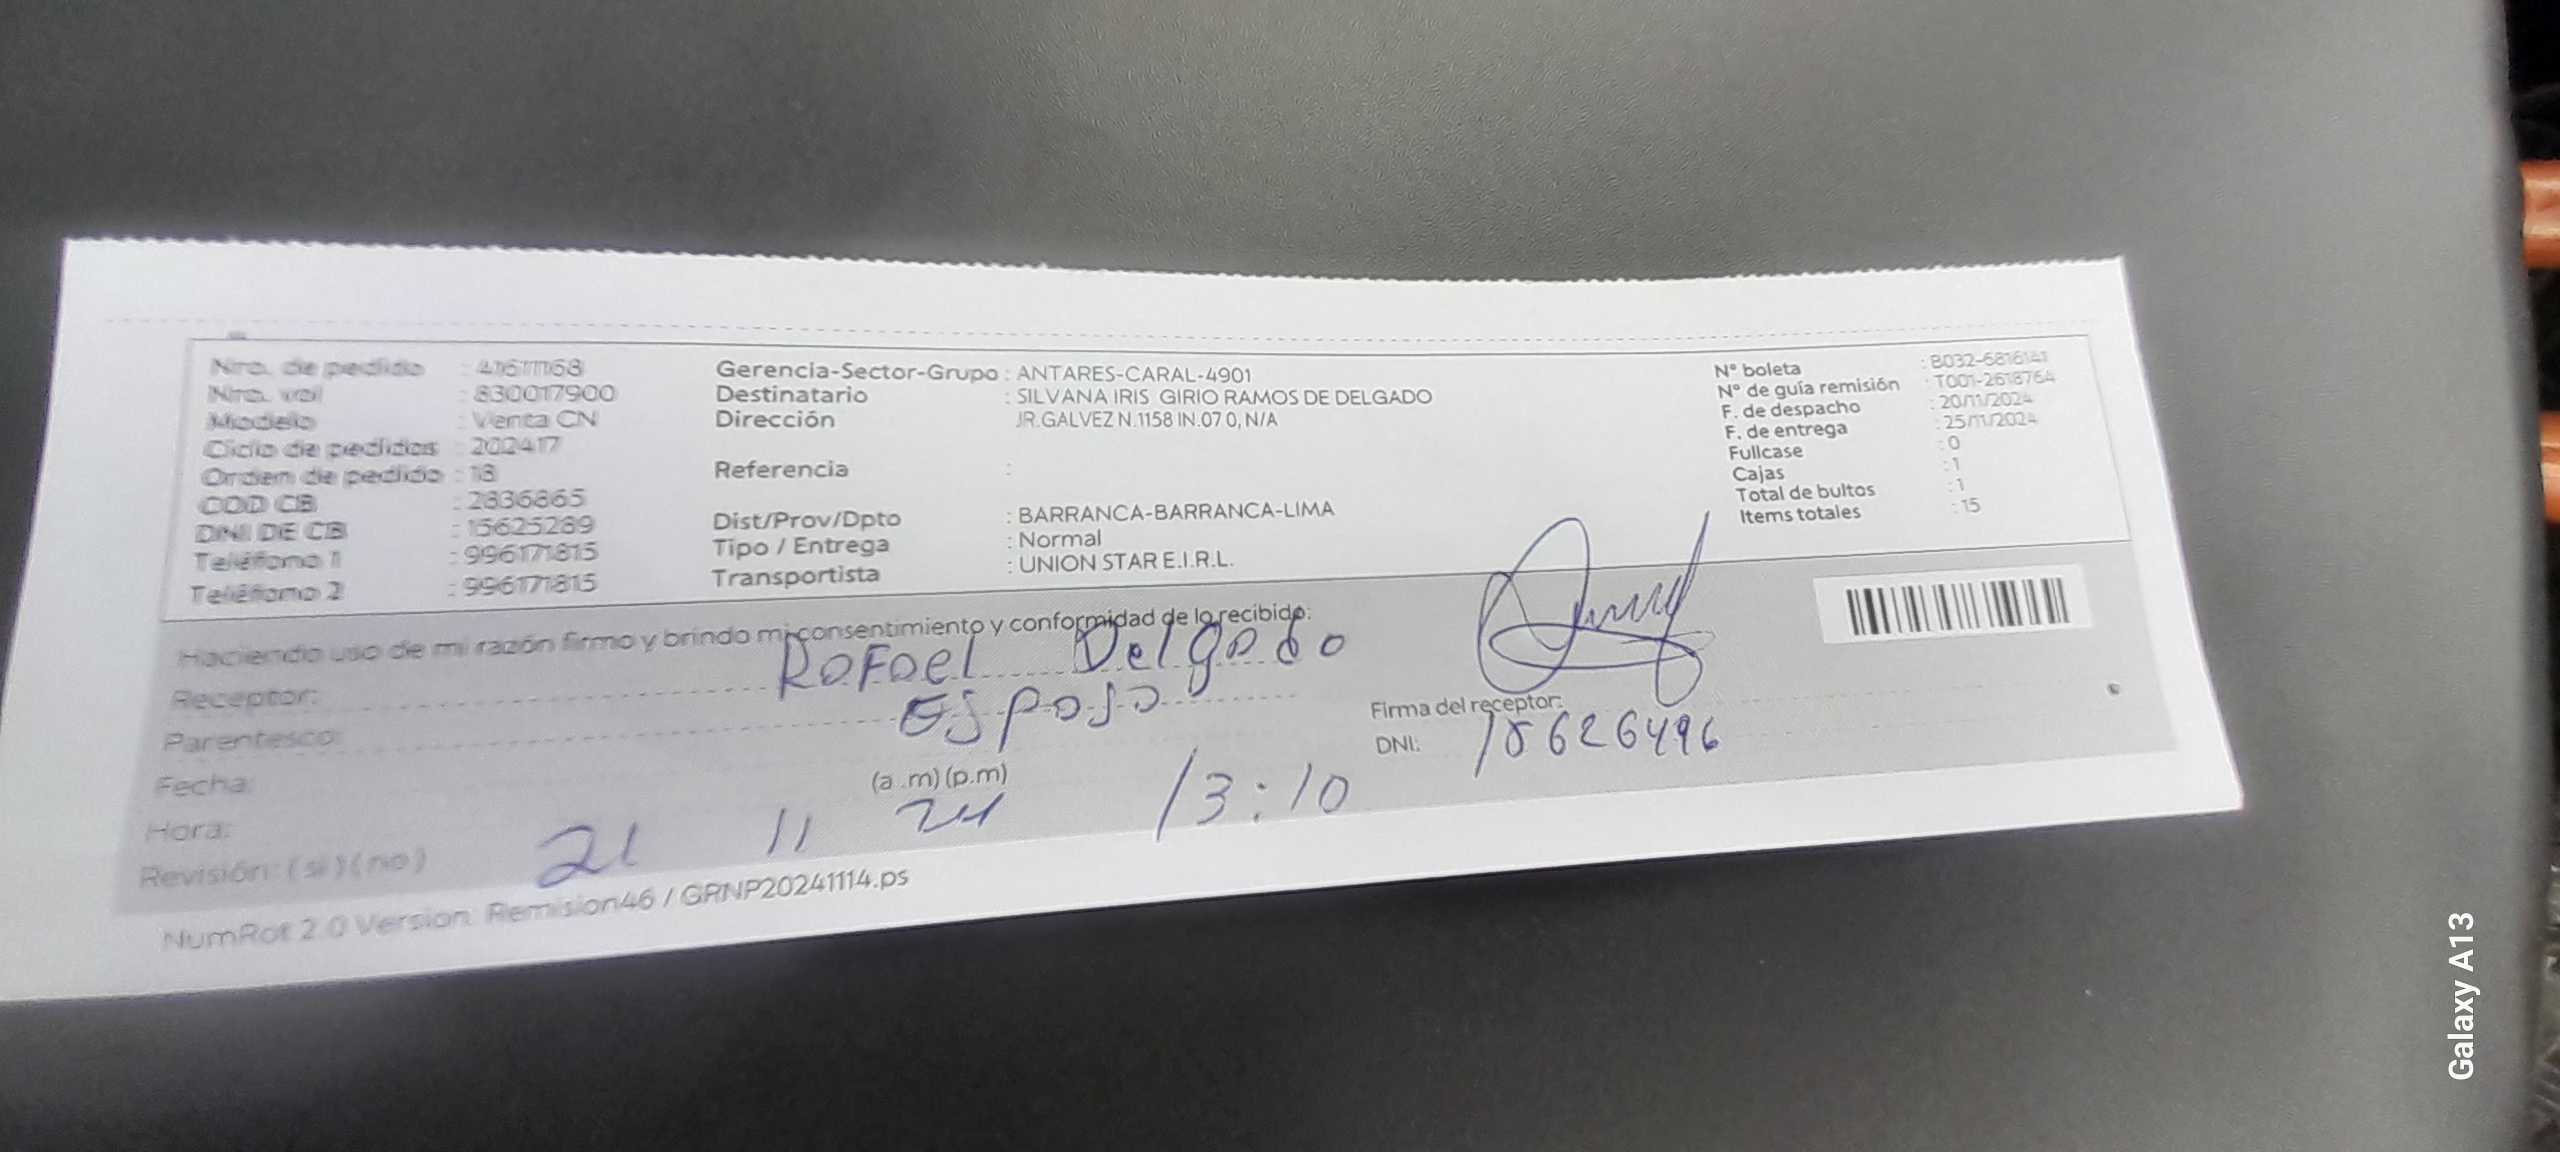 Nro. de pedido : 41611168
Nro. val : 830017900
Modelo : Venta CN
Ciclo de pedidos : 202417
Orden de pedido : 18
COD CB : 2836865
DNI DE CB : 15625289
Teléfono 1 : 996171815
Teléfono 2 : 996171815
Gerencia-Sector-Grupo : ANTARES-CARAL-4901
Destinatario : SILVANA IRIS GIRIO RAMOS DE DELGADO
Dirección JR.GALVEZ N.1158 IN.07 0, N/A
Referencia :
Dist/Prov/Dpto : BARRANCA-BARRANCA-LIMA
Tipo / Entrega : Normal
Transportista : UNION STAR E.I.R.L.
N° boleta : B032-6816141
N° de guía remisión : T001-2618764
F. de despacho : 20/11/2024
F. de entrega : 25/11/2024
Fullcase : 0
Cajas : 1
Total de bultos : 1
Items totales : 15
Haciendo uso de mi razón firmo y brindo mi consentimiento y conformidad de lo recibido:
Receptor: Rafael Delgado
Parentesco: Esposo
Fecha:
(a .m) (p.m)
Hora:
21 11 24 13:10
Revisión: ( si ) ( no )
Firma del receptor:
DNI: 15626496
NumRot 2.0 Version: Remision46 / GRNP20241114.ps
Galaxy A13